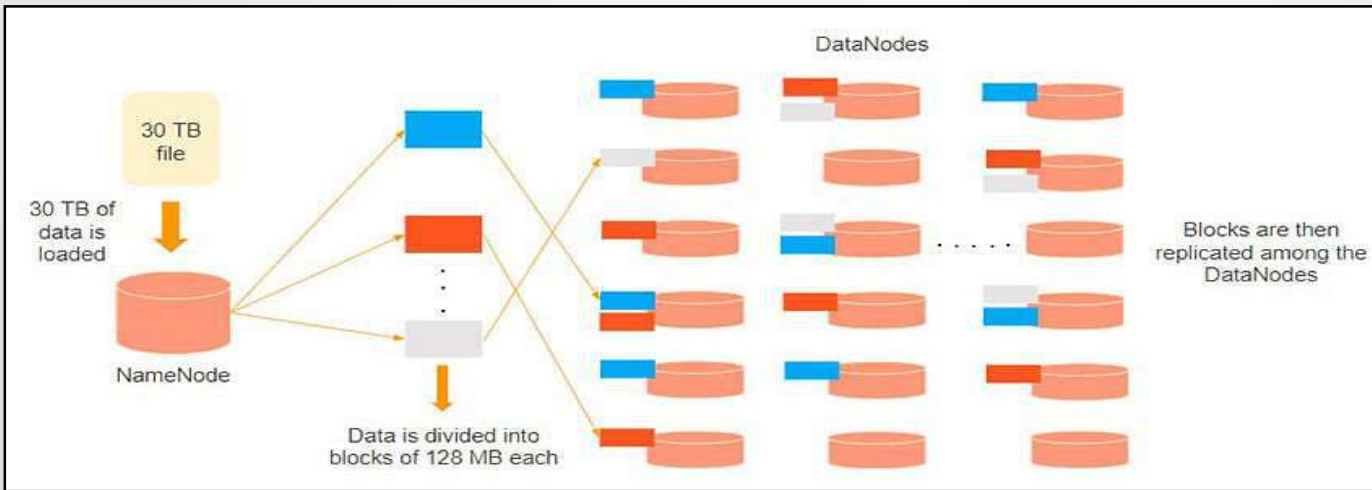 DataNodes
30 TB
file
30 TB of
data is
loaded
NameNode
Data is divided into
blocks of 128 MB each
Blocks are then
replicated among the
DataNodes